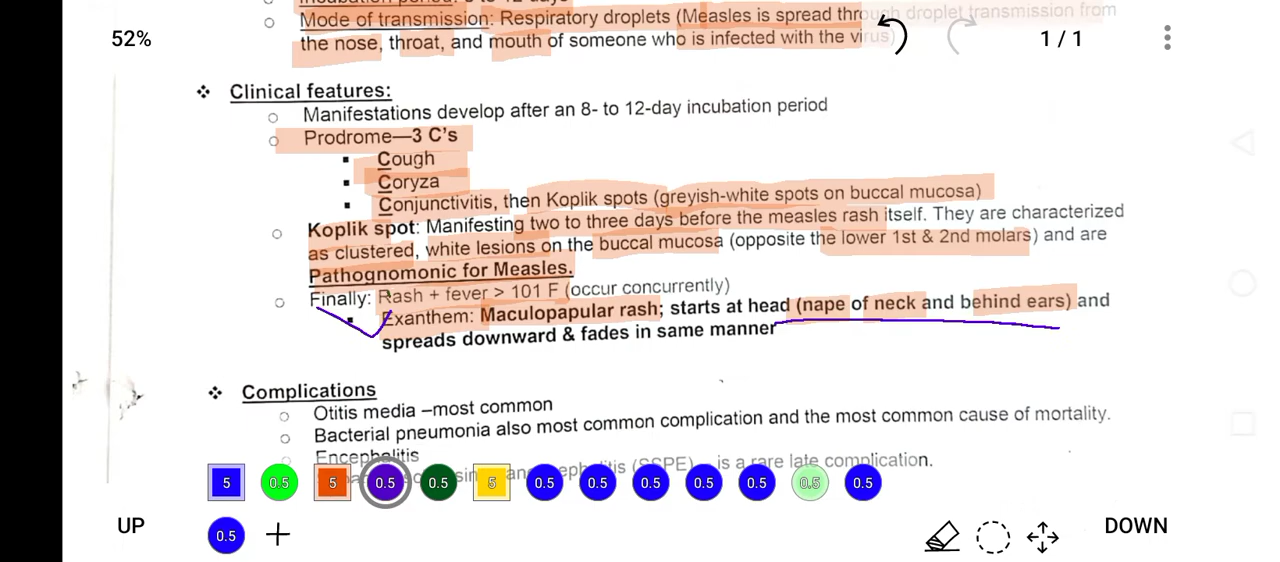 Incubation period: 8 to 12 days
52%
Mode of transmission: Respiratory droplets (Measles is spread through droplet transmission from
the nose, throat, and mouth of someone who is infected with the virus)
1 / 1
Clinical features:
Manifestations develop after an 8- to 12-day incubation period
Prodrome—3 C's
Cough
Coryza
Conjunctivitis, then Koplik spots (greyish-white spots on buccal mucosa)
Koplik spot: Manifesting two to three days before the measles rash itself. They are characterized
as clustered, white lesions on the buccal mucosa (opposite the lower 1st & 2nd molars) and are
Pathognomonic for Measles.
Finally: Rash + fever > 101 F (occur concurrently)
Exanthem: Maculopapular rash; starts at head (nape of neck and behind ears) and
spreads downward & fades in same manner
Complications
Otitis media –most common
Bacterial pneumonia also most common complication and the most common cause of mortality.
Encephalitis
(SSPE) – is a rare late complication.
5 0.5 5 0.5 0.5 5 0.5 0.5 0.5 0.5 0.5 0.5 0.5
UP
0.5
DOWN